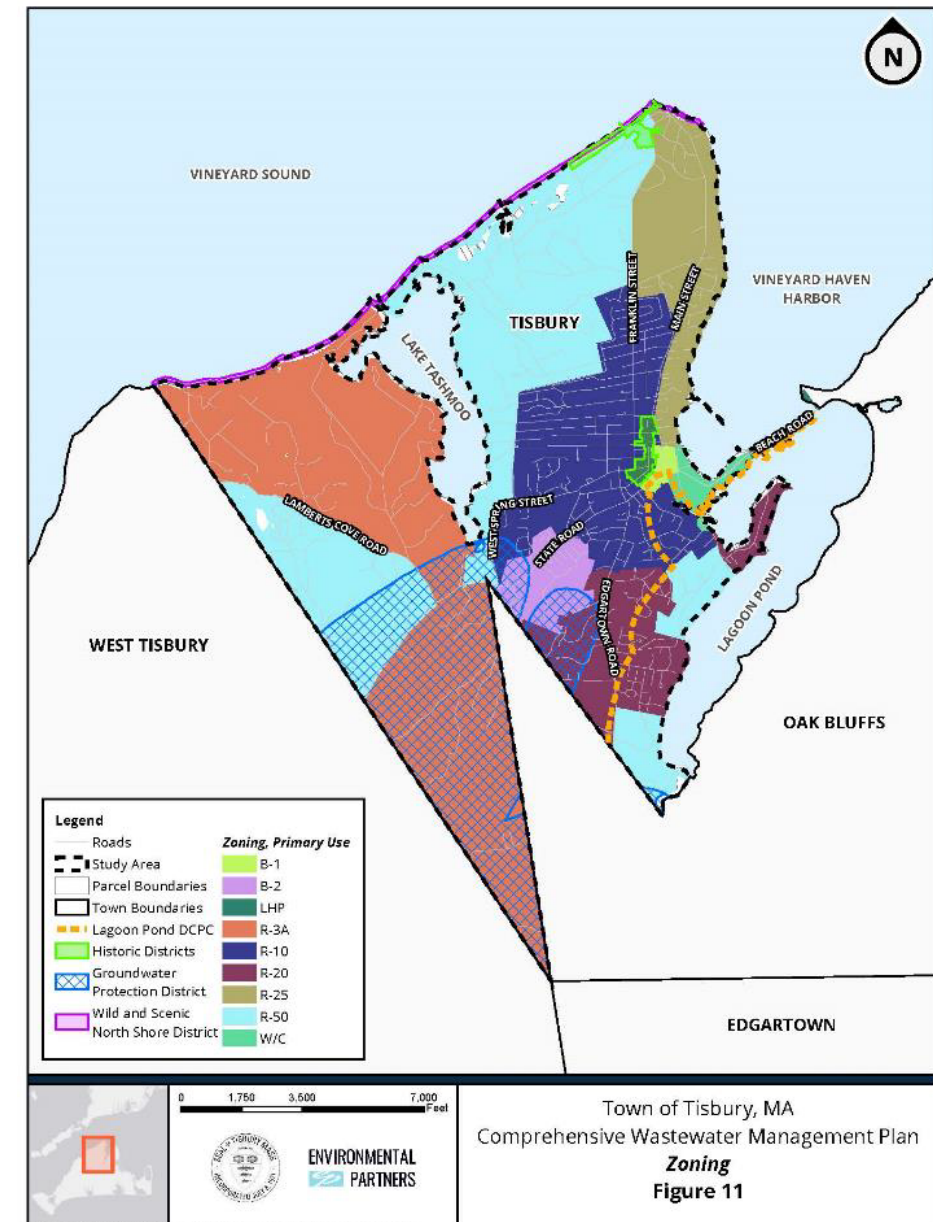 N
VINEYARD SOUND
VINEYARD HAVEN
HARBOR
TISBURY
FRANKLIN STREET
MAIN STREET
LAKE TASHMOO
BEACH ROAD
LAMBERTS COVE ROAD
WEST SPRING STREET
STATE ROAD
EDGARTOWN ROAD
LAGOON POND
WEST TISBURY
OAK BLUFFS
EDGARTOWN
Legend
Roads
Study Area
Parcel Boundaries
Town Boundaries
Lagoon Pond DCPC
Historic Districts
Groundwater
Protection District
Wild and Scenic
North Shore District
Zoning, Primary Use
B-1
B-2
LHP
R-3A
R-10
R-20
R-25
R-50
W/C
0 1,750 3,500 7,000
Feet
ENVIRONMENTAL
PARTNERS
Town of Tisbury, MA
Comprehensive Wastewater Management Plan
Zoning
Figure 11